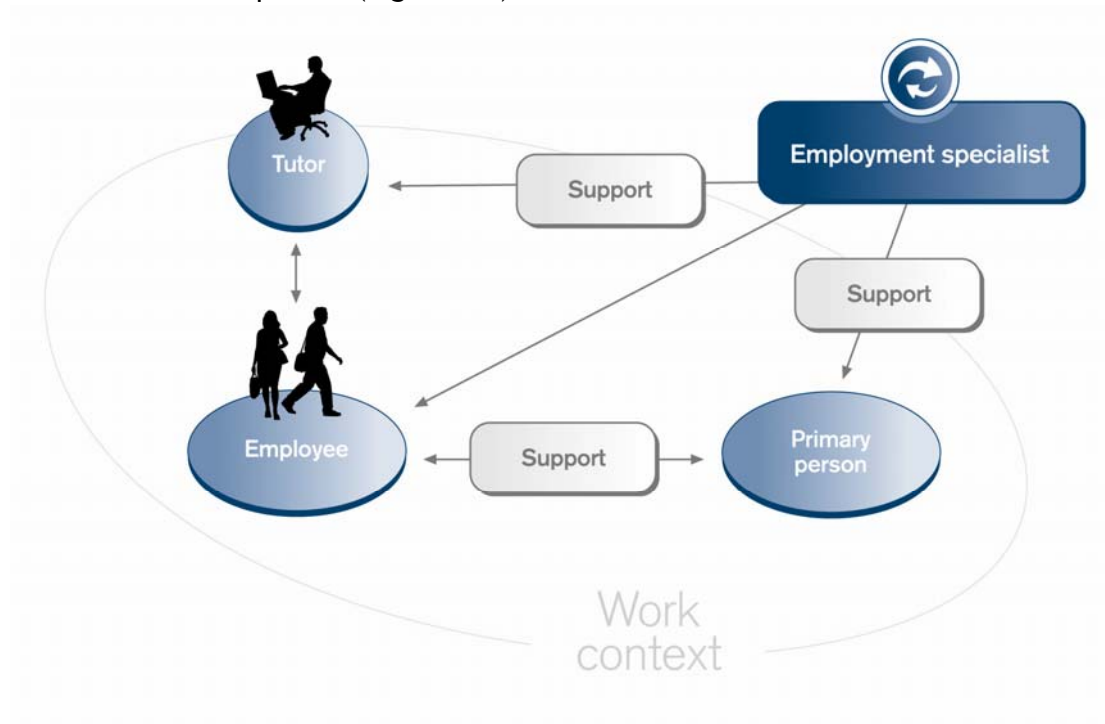 Tutor
Employment specialist
Support
Support
Employee
Support
Primary
person
Work
context